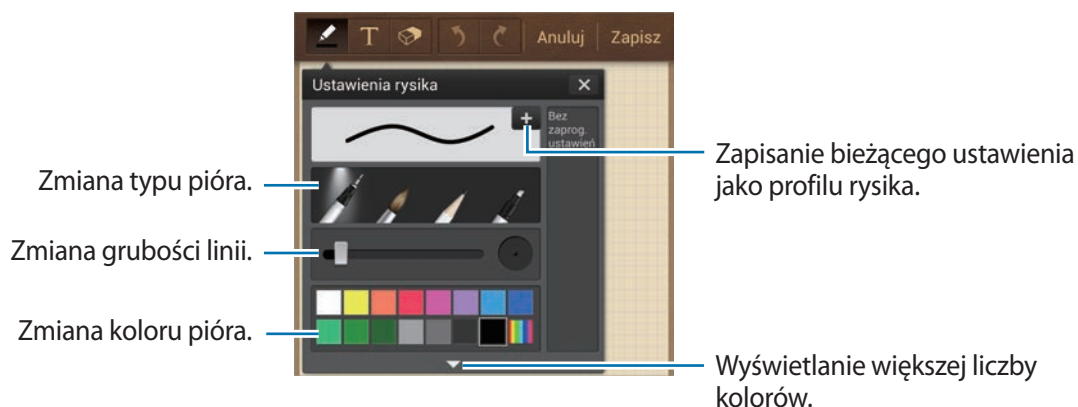 T
Anuluj
Zapisz
Ustawienia rysika
Bez
zaprog.
ustawień
Zmiana typu pióra.
Zmiana grubości linii.
Zmiana koloru pióra.
Zapisanie bieżącego ustawienia
jako profilu rysika.
Wyświetlanie większej liczby
kolorów.